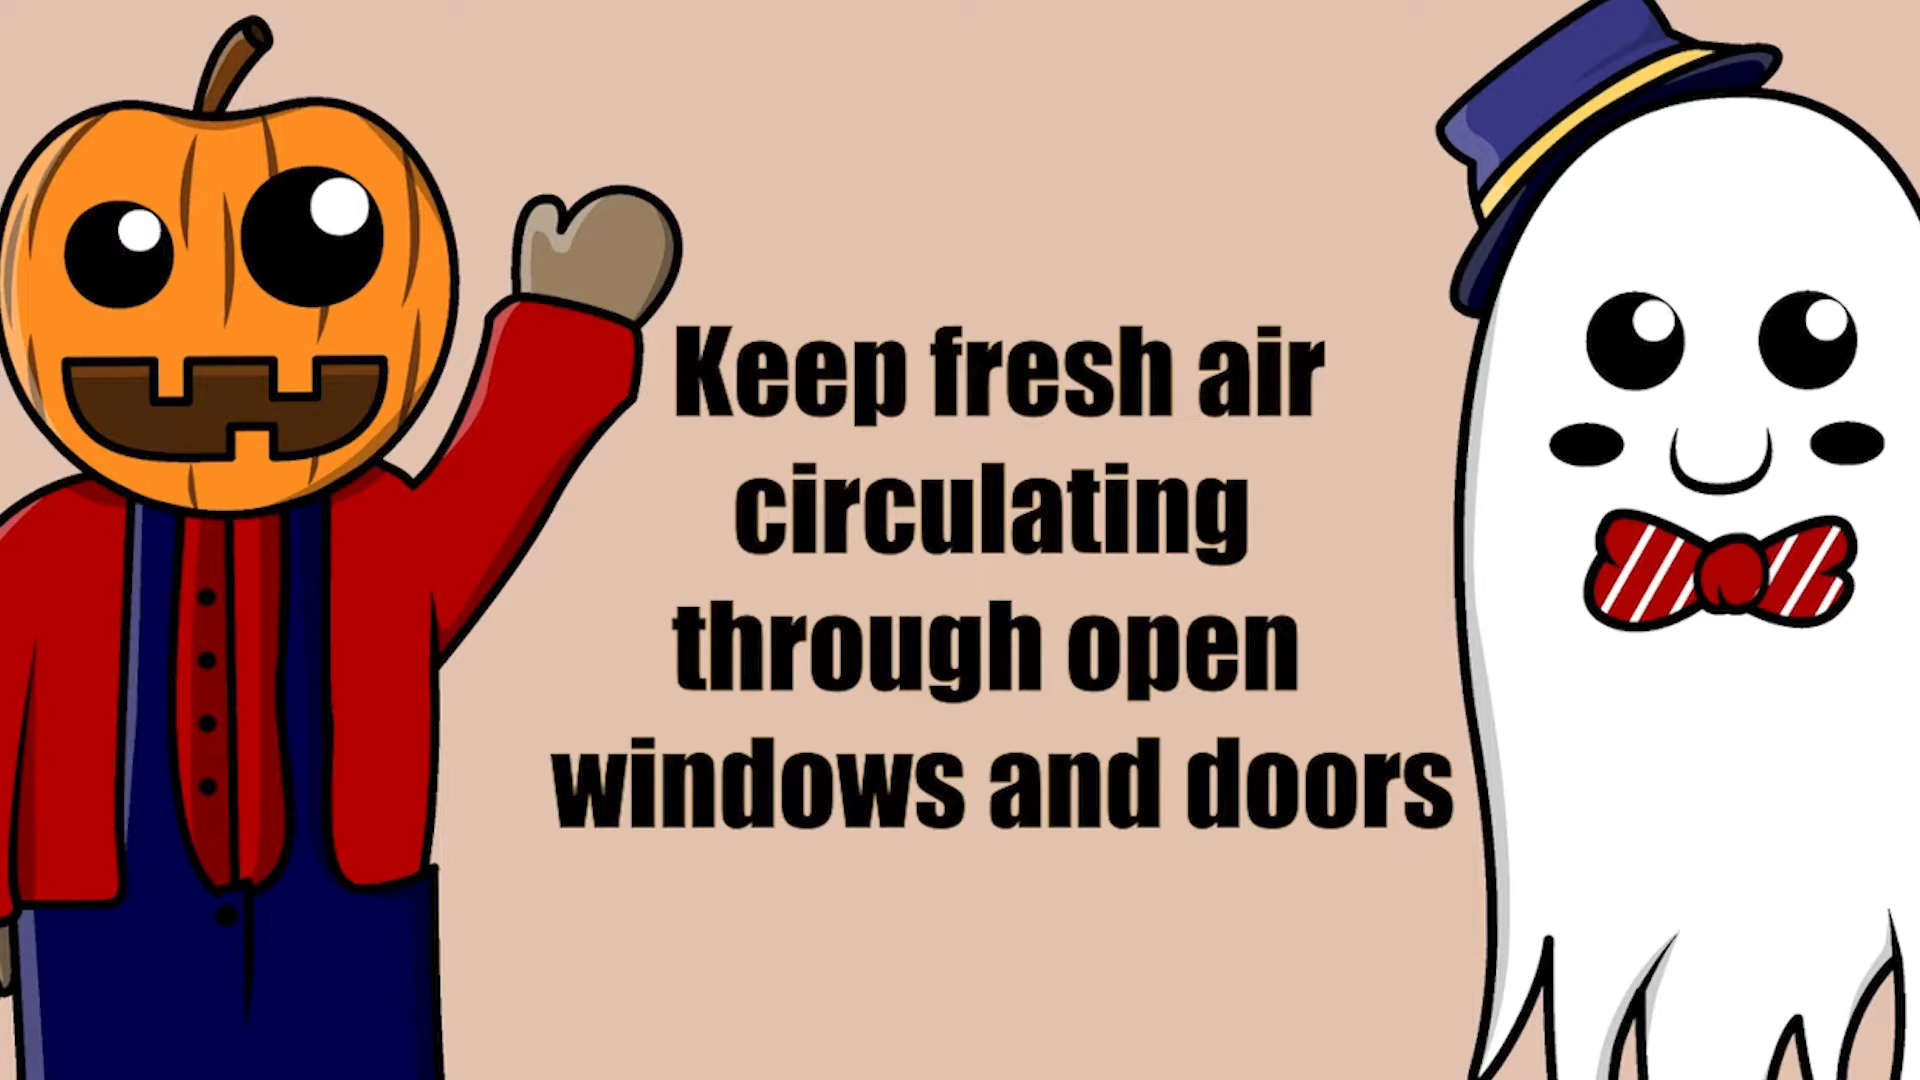 Keep fresh air
circulating
through open
windows and doors